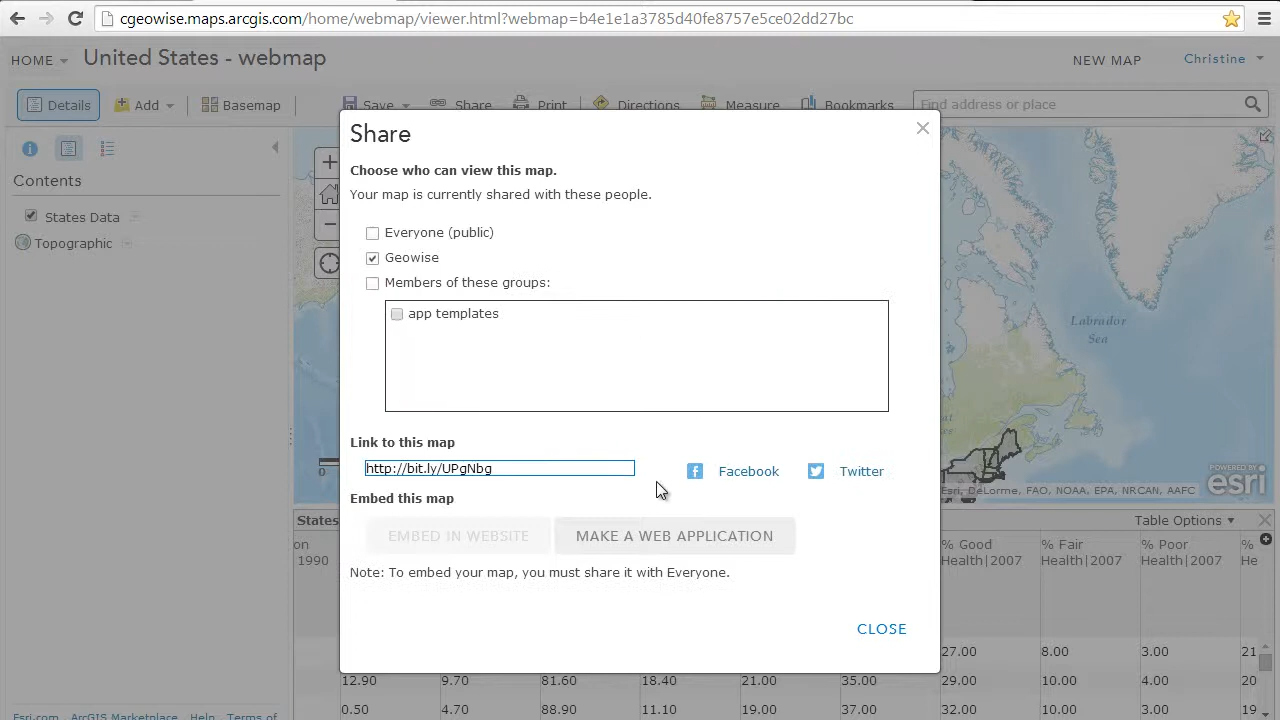 cgeowise.maps.arcgis.com/home/webmap/viewer.html?webmap=b4e1e1a3785d40fe8757e5ce02dd27bc
HOME United States - webmap NEW MAP Christine
Details Add Basemap Save Share Print Directions Measure Bookmarks Find address or place
Contents
States Data
Topographic
Share
Choose who can view this map.
Your map is currently shared with these people.
Everyone (public)
Geowise
Members of these groups:
app templates
Link to this map
http://bit.ly/UPgNbg
Facebook Twitter
Embed this map
EMBED IN WEBSITE MAKE A WEB APPLICATION
Note: To embed your map, you must share it with Everyone.
CLOSE
Labrador
Sea
POWERED BY
esri
Esri, DeLorme, FAO, NOAA, EPA, NRCAN, AAFC
States Table Options
on % Good % Fair % Poor %
1990 Health|2007 Health|2007 Health|2007 He
27.00 8.00 3.00 21
12.90 9.70 81.60 18.40 21.00 35.00 29.00 10.00 4.00 30
0.50 4.70 88.90 11.10 19.00 37.00 32.00 10.00 3.00 19
Esri.com ArcGIS Marketplace Help Terms of